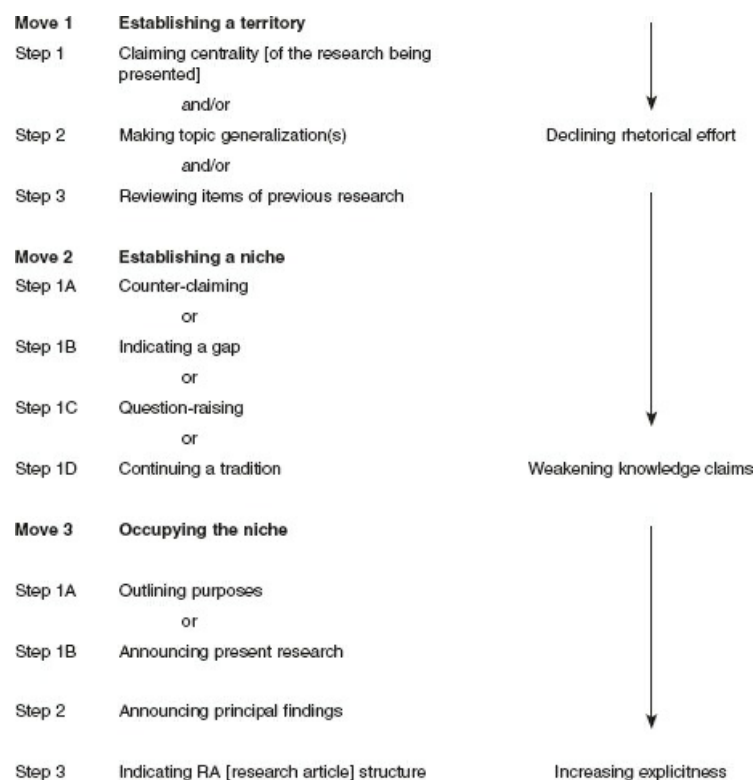 Move 1 Establishing a territory
Step 1 Claiming centrality [of the research being
presented]
and/or
Step 2 Making topic generalization(s) Declining rhetorical effort
and/or
Step 3 Reviewing items of previous research
Move 2 Establishing a niche
Step 1A Counter-claiming
or
Step 1B Indicating a gap
or
Step 1C Question-raising
or
Step 1D Continuing a tradition Weakening knowledge claims
Move 3 Occupying the niche
Step 1A Outlining purposes
or
Step 1B Announcing present research
Step 2 Announcing principal findings
Step 3 Indicating RA [research article] structure Increasing explicitness